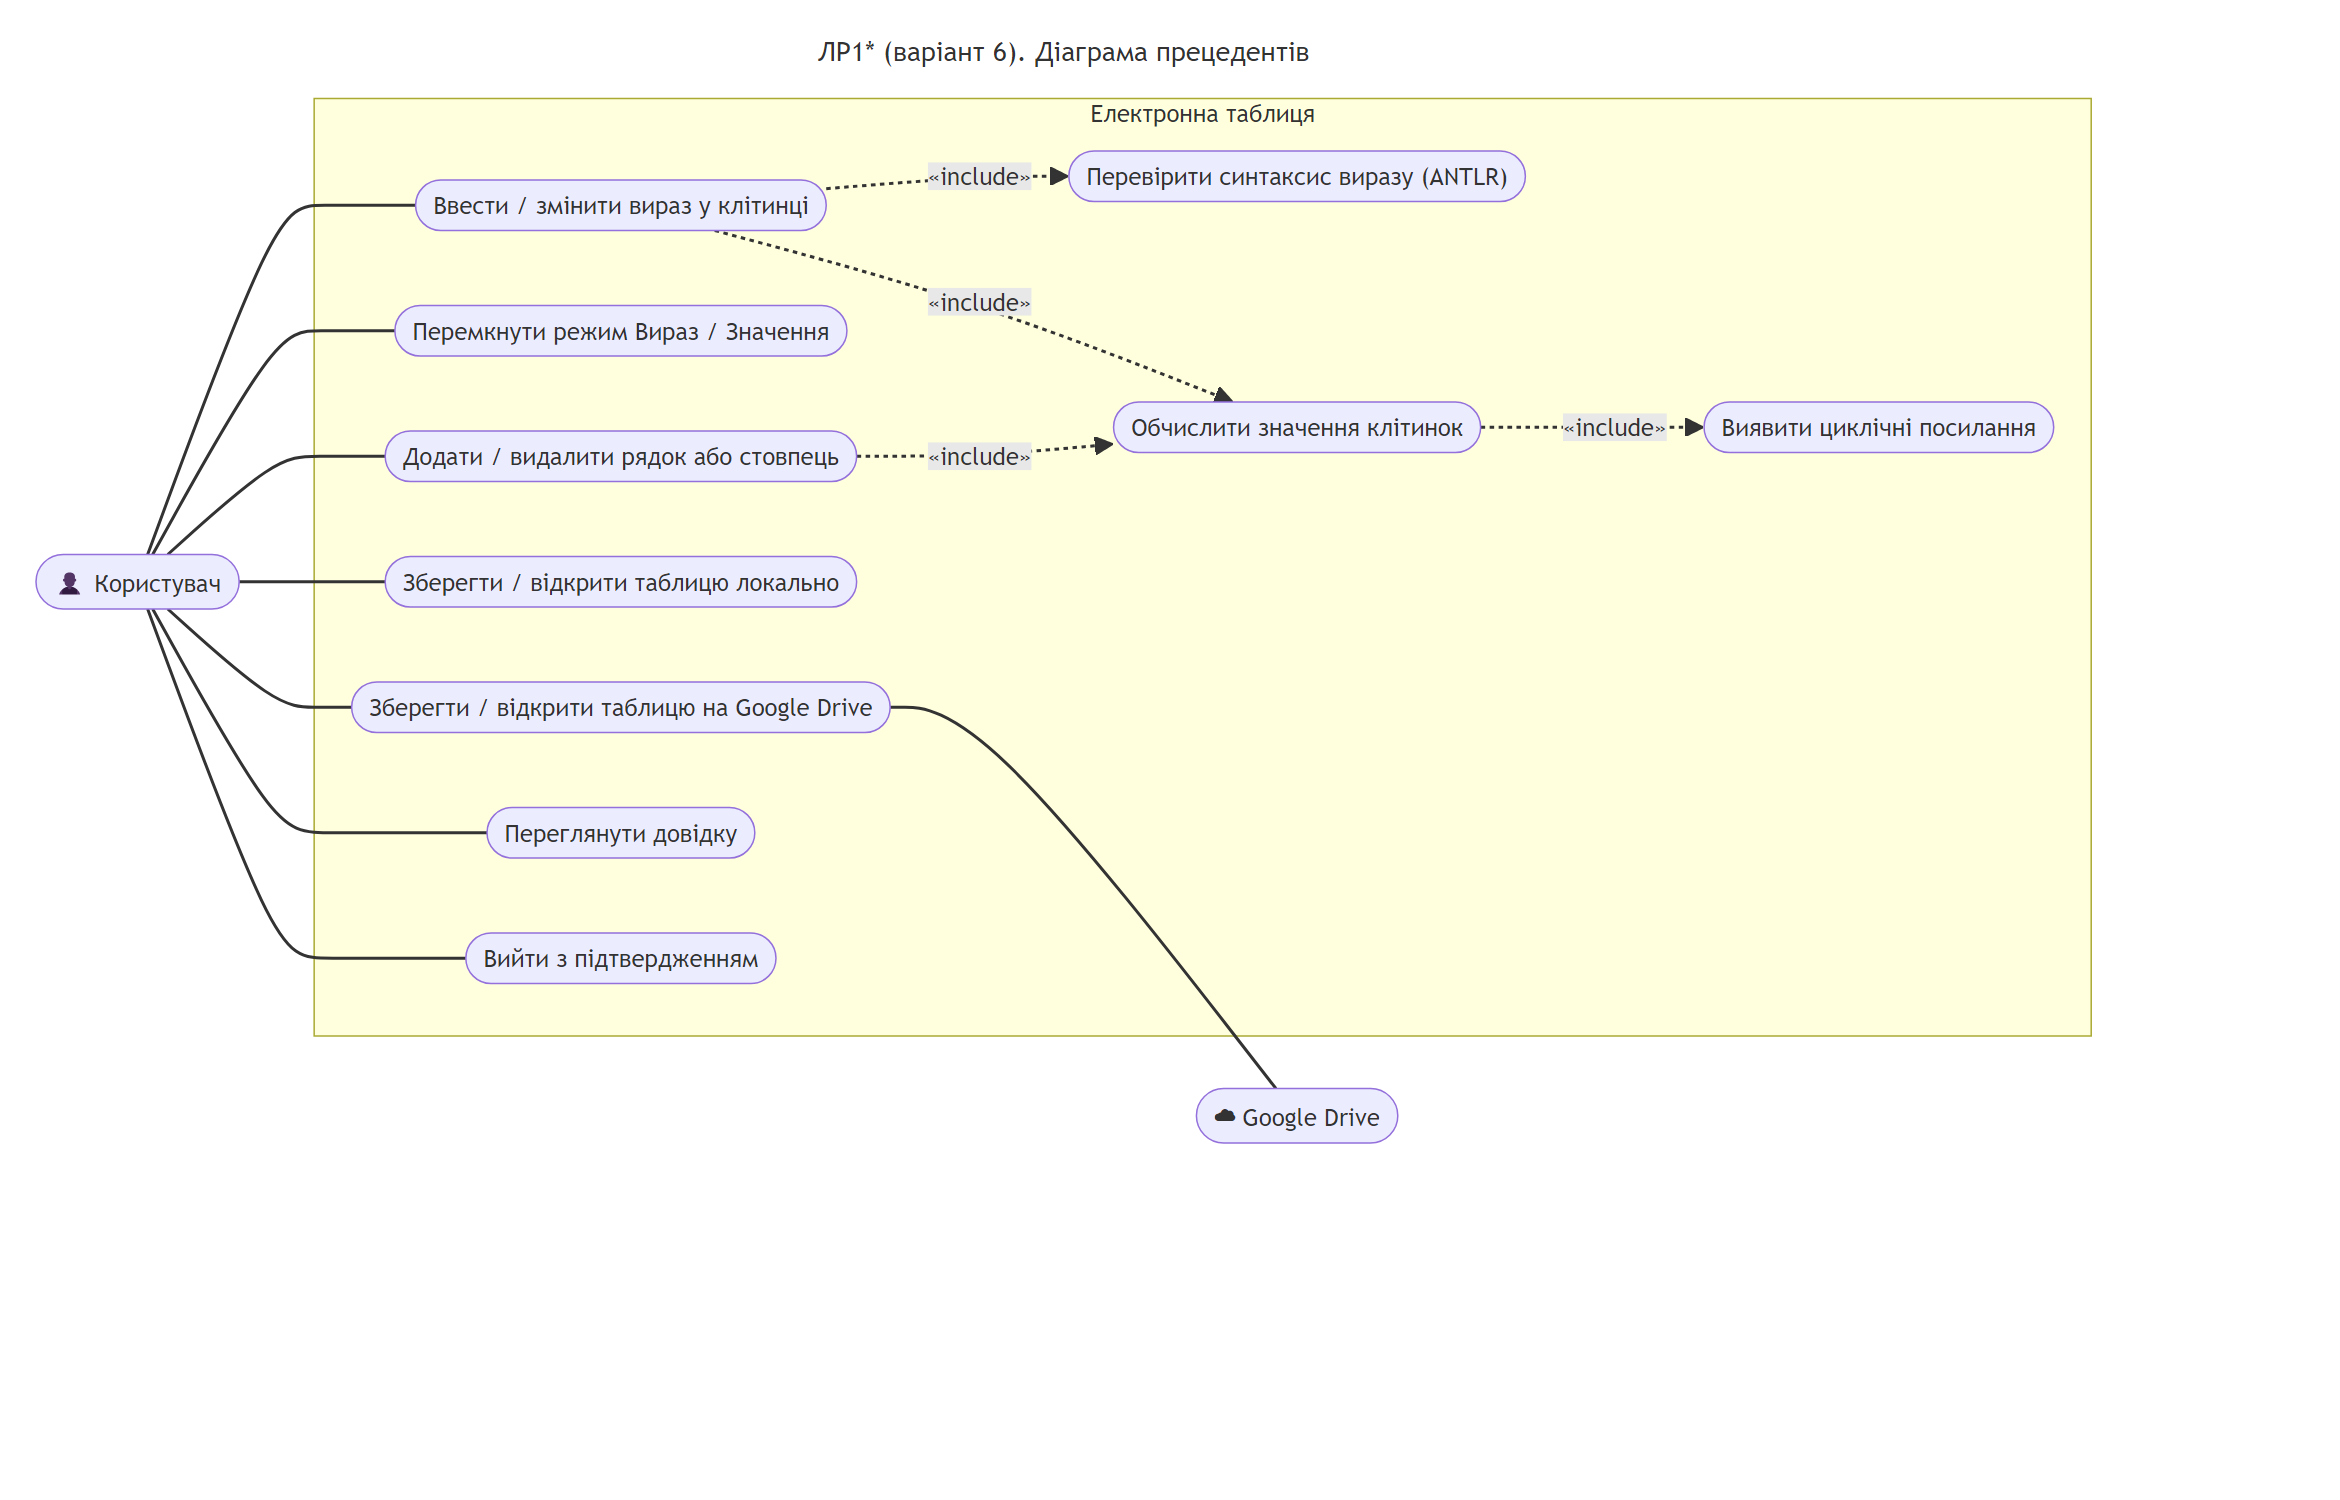 ЛР1* (варіант 6). Діаграма прецедентів
Електронна таблиця
Ввести / змінити вираз у клітинці
«include»
Перевірити синтаксис виразу (ANTLR)
«include»
Перемкнути режим Вираз / Значення
Додати / видалити рядок або стовпець
«include»
Обчислити значення клітинок
«include»
Виявити циклічні посилання
Користувач
Зберегти / відкрити таблицю локально
Зберегти / відкрити таблицю на Google Drive
Переглянути довідку
Вийти з підтвердженням
Google Drive